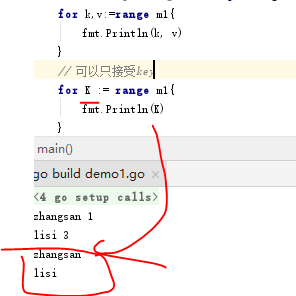 for k,v:=range m1{
fmt.Println(k, v)
}
// 可以只接受key
for K := range m1{
fmt.Println(K)
}
main()
go build demo1.go ×
<4 go setup calls>
zhangsan 1
lisi 3
zhangsan
lisi